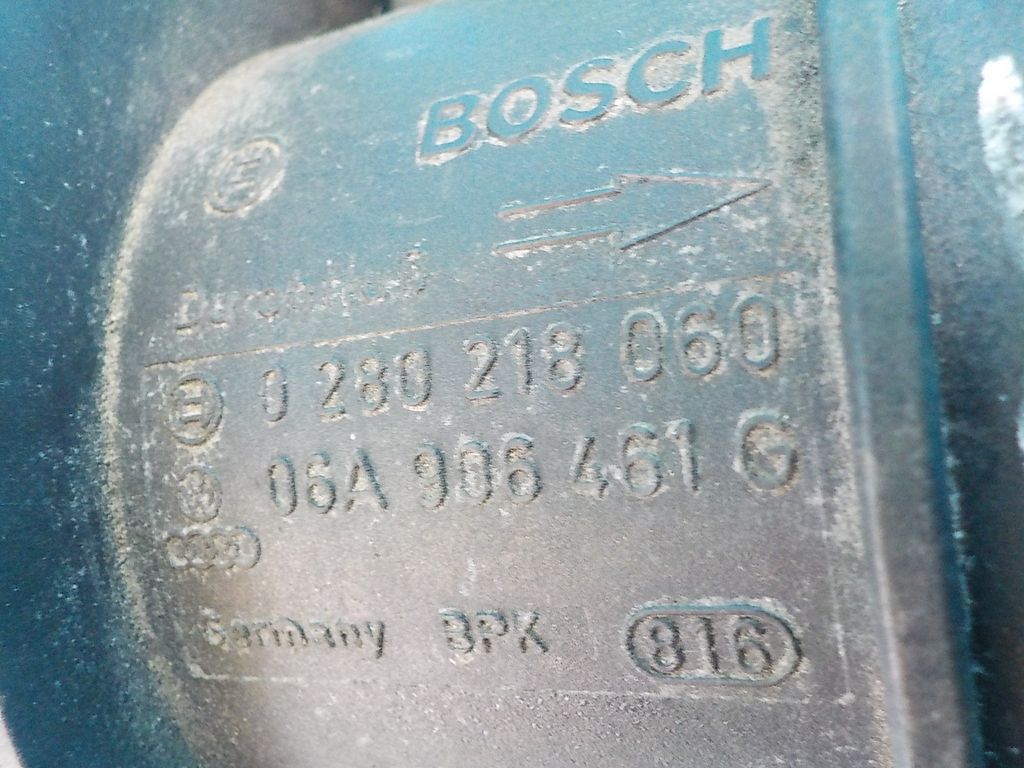 BOSCH
Durchfluß
0 280 218 060
06A 906 461 G
Germany BPK 816